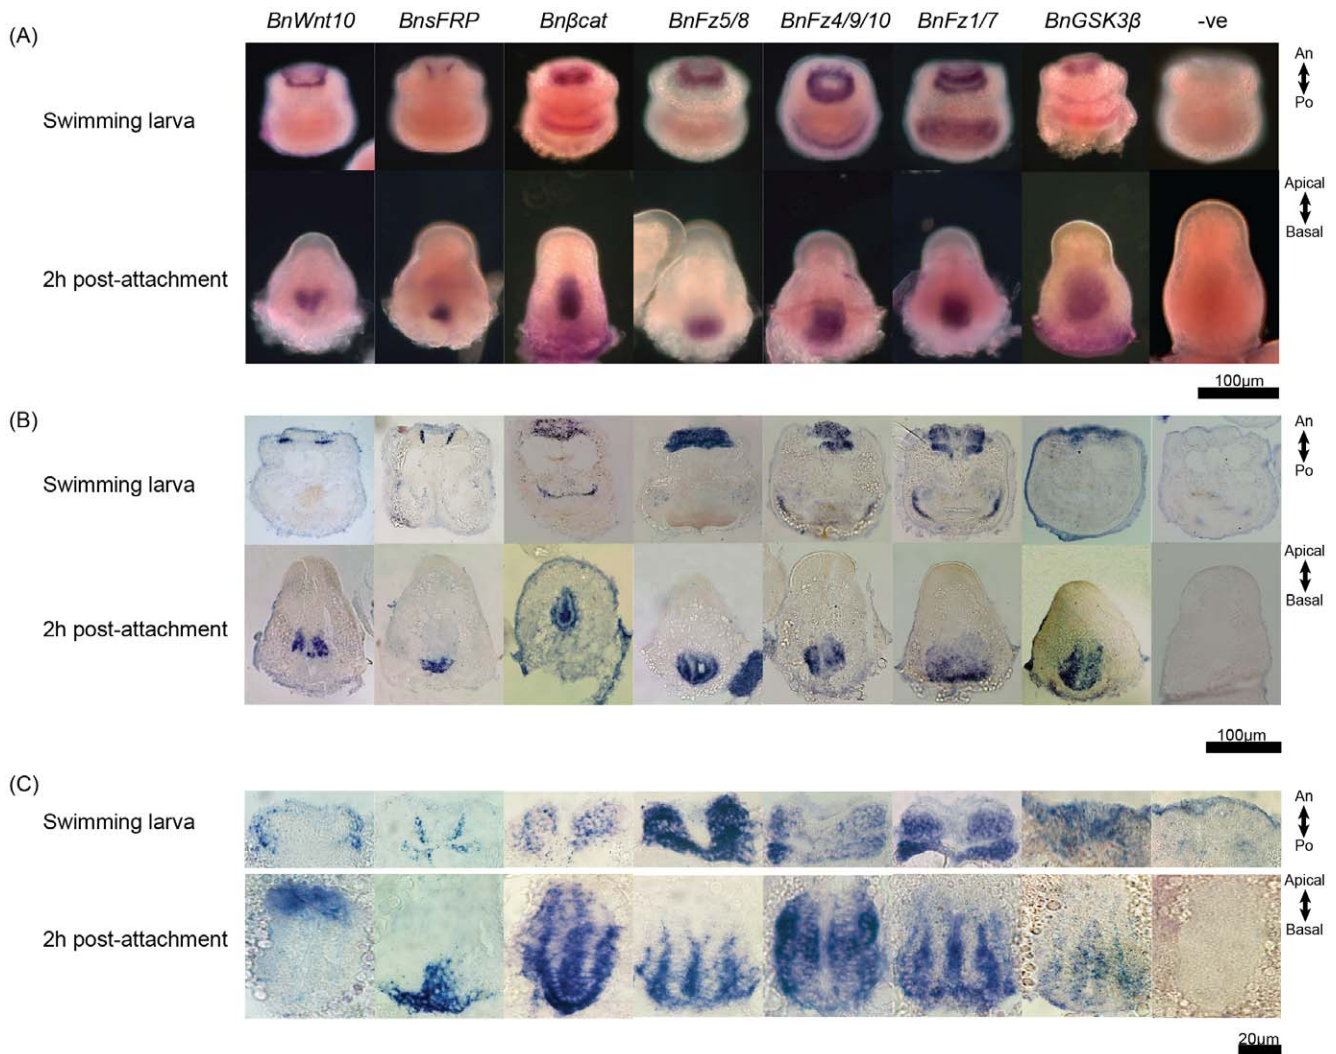 BnWnt10 BnsFRP Bnβcat BnFz5/8 BnFz4/9/10 BnFz1/7 BnGSK3β -ve
(A)
An
Po
Swimming larva
Apical
Basal
2h post-attachment
100μm
(B)
An
Po
Swimming larva
Apical
Basal
2h post-attachment
100μm
(C)
An
Po
Swimming larva
Apical
Basal
2h post-attachment
20μm